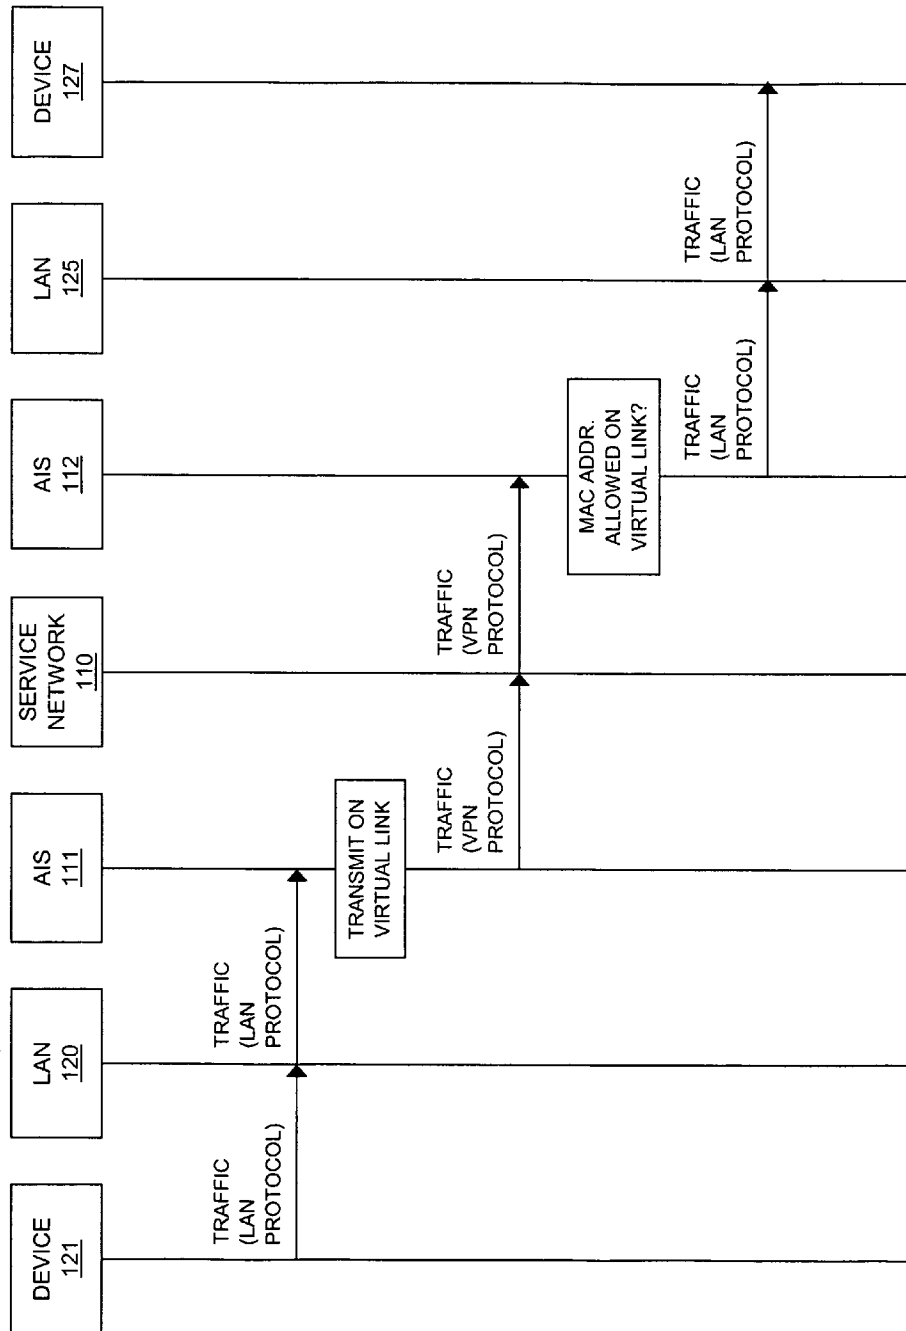 DEVICE
121
LAN
120
AIS
111
SERVICE
NETWORK
110
AIS
112
LAN
125
DEVICE
127
TRAFFIC
(LAN
PROTOCOL)
TRAFFIC
(LAN
PROTOCOL)
TRANSMIT ON
VIRTUAL LINK
TRAFFIC
(VPN
PROTOCOL)
TRAFFIC
(VPN
PROTOCOL)
MAC ADDR.
ALLOWED ON
VIRTUAL LINK?
TRAFFIC
(LAN
PROTOCOL)
TRAFFIC
(LAN
PROTOCOL)